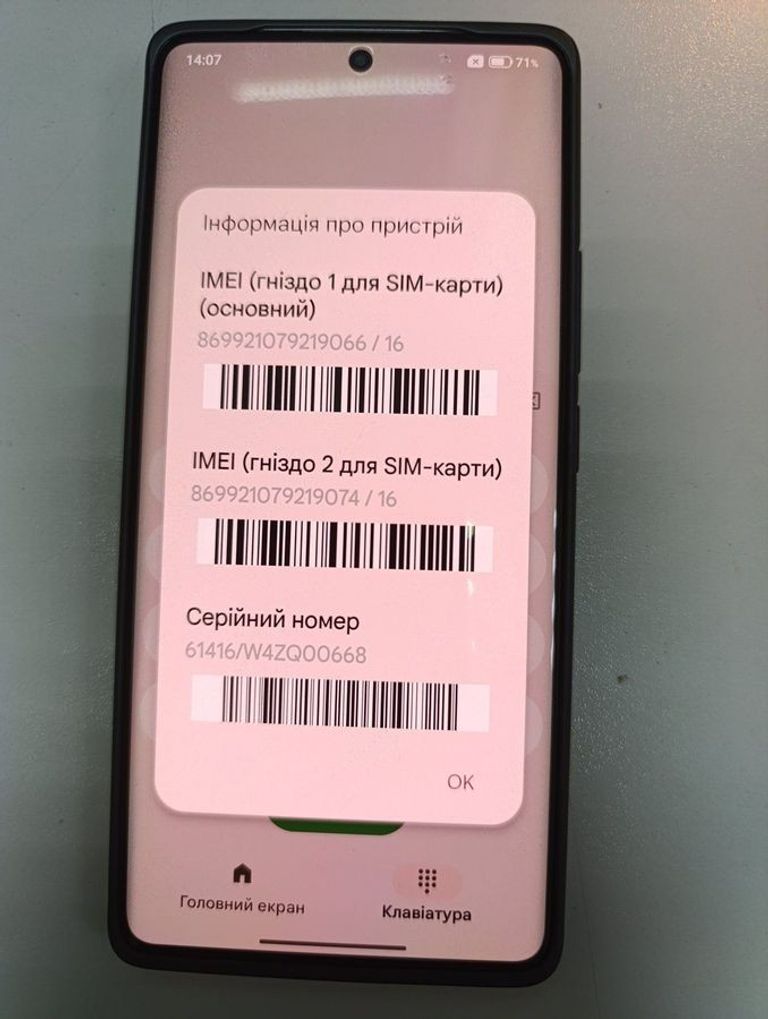 14:07
71%
Інформація про пристрій
IMEI (гніздо 1 для SIM-карти)
(основний)
869921079219066 / 16
IMEI (гніздо 2 для SIM-карти)
869921079219074 / 16
Серійний номер
61416/W4ZQ00668
OK
Головний екран
Клавіатура